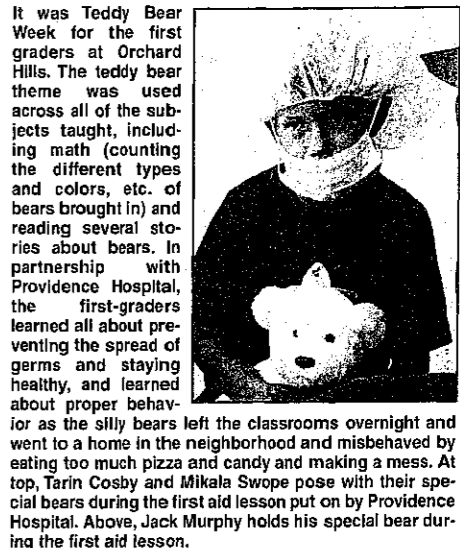 It was Teddy Bear
Week for the first
graders at Orchard
Hills. The teddy bear
theme was used
across all of the sub-
jects taught, includ-
ing math (counting
the different types
and colors, etc. of
bears brought in) and
reading several sto-
ries about bears. In
partnership with
Providence Hospital,
the first-graders
learned all about pre-
venting the spread of
germs and staying
healthy, and learned
about proper behav-
ior as the silly bears left the classrooms overnight and
went to a home in the neighborhood and misbehaved by
eating too much pizza and candy and making a mess. At
top, Tarin Cosby and Mikala Swope pose with their spe-
cial bears during the first aid lesson put on by Providence
Hospital. Above, Jack Murphy holds his special bear dur-
ing the first aid lesson.